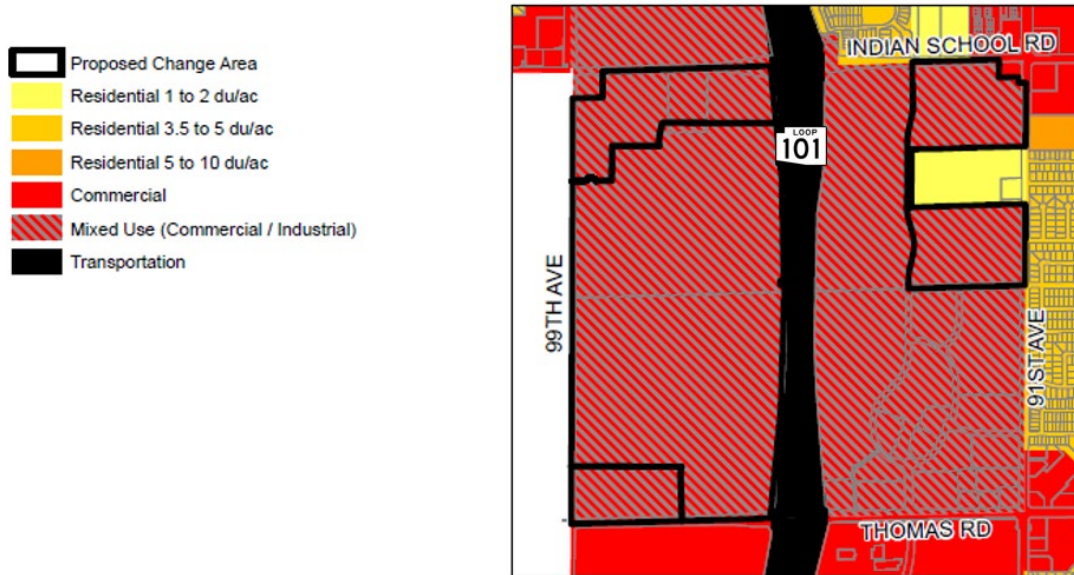 Proposed Change Area
Residential 1 to 2 du/ac
Residential 3.5 to 5 du/ac
Residential 5 to 10 du/ac
Commercial
Mixed Use (Commercial / Industrial)
Transportation
INDIAN SCHOOL RD
LOOP
101
99TH AVE
91ST AVE
THOMAS RD